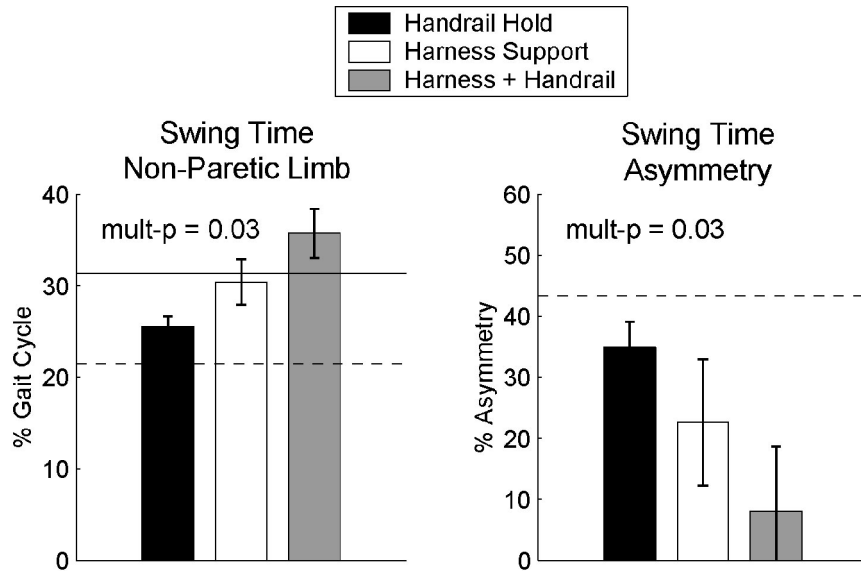 Handrail Hold
Harness Support
Harness + Handrail
Swing Time
Non-Paretic Limb
mult-p = 0.03
% Gait Cycle
40
30
20
10
0
Swing Time
Asymmetry
mult-p = 0.03
% Asymmetry
60
50
40
30
20
10
0